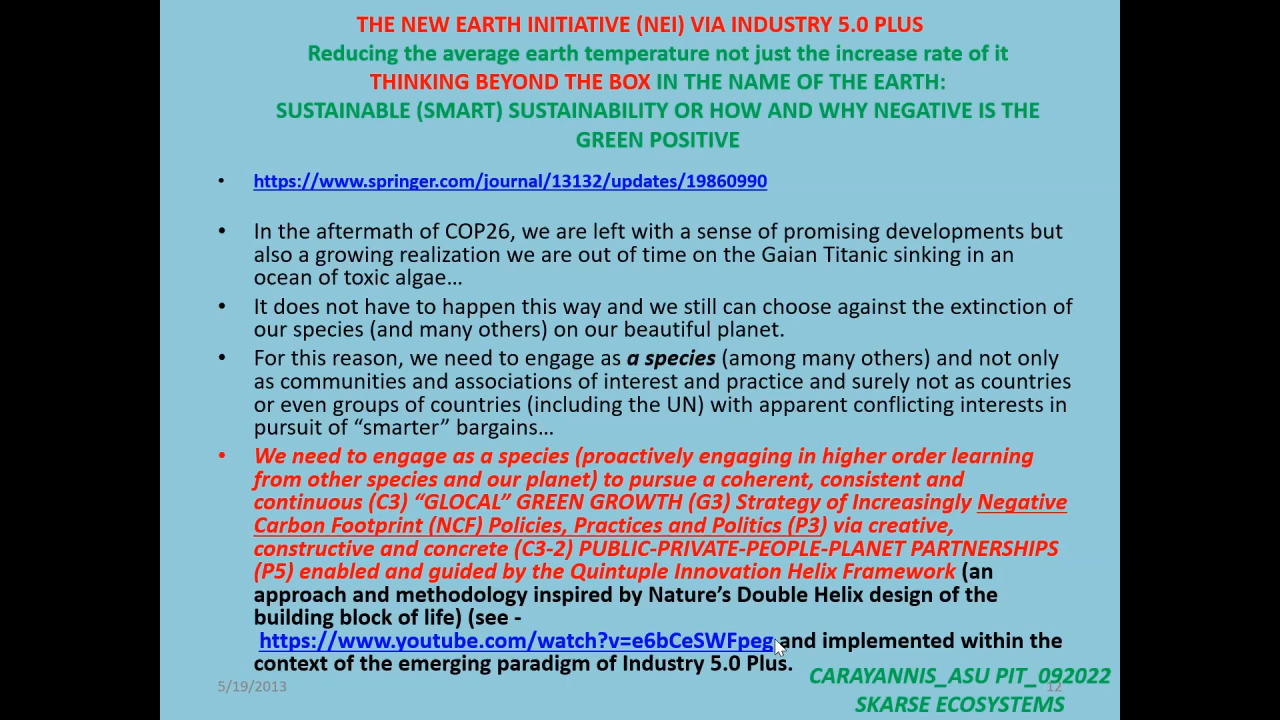 THE NEW EARTH INITIATIVE (NEI) VIA INDUSTRY 5.0 PLUS
Reducing the average earth temperature not just the increase rate of it
THINKING BEYOND THE BOX IN THE NAME OF THE EARTH:
SUSTAINABLE (SMART) SUSTAINABILITY OR HOW AND WHY NEGATIVE IS THE
GREEN POSITIVE
• https://www.springer.com/journal/13132/updates/19860990
• In the aftermath of COP26, we are left with a sense of promising developments but
also a growing realization we are out of time on the Gaian Titanic sinking in an
ocean of toxic algae…
• It does not have to happen this way and we still can choose against the extinction of
our species (and many others) on our beautiful planet.
• For this reason, we need to engage as a species (among many others) and not only
as communities and associations of interest and practice and surely not as countries
or even groups of countries (including the UN) with apparent conflicting interests in
pursuit of “smarter” bargains…
• We need to engage as a species (proactively engaging in higher order learning
from other species and our planet) to pursue a coherent, consistent and
continuous (C3) “GLOCAL” GREEN GROWTH (G3) Strategy of Increasingly Negative
Carbon Footprint (NCF) Policies, Practices and Politics (P3) via creative,
constructive and concrete (C3-2) PUBLIC-PRIVATE-PEOPLE-PLANET PARTNERSHIPS
(P5) enabled and guided by the Quintuple Innovation Helix Framework (an
approach and methodology inspired by Nature’s Double Helix design of the
building block of life) (see -
https://www.youtube.com/watch?v=e6bCeSWFpeg and implemented within the
context of the emerging paradigm of Industry 5.0 Plus.
5/19/2013
12
CARAYANNIS_ASU PIT_092022
SKARSE ECOSYSTEMS